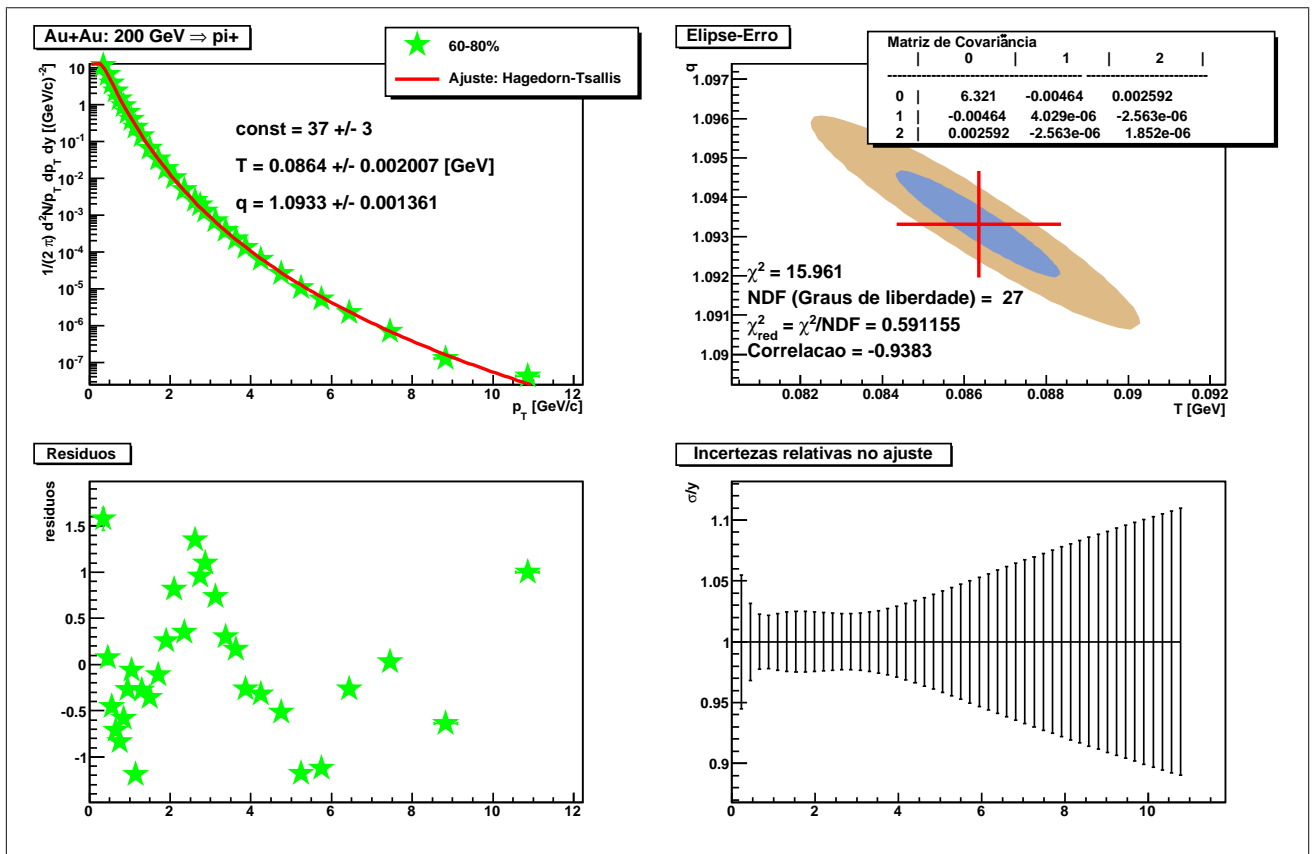 Au+Au: 200 GeV ⇒ pi+
60-80%
Ajuste: Hagedorn-Tsallis
1/(2 π) d²N/p_T dp_T dy [(GeV/c)⁻²]
10
1
10⁻¹
10⁻²
10⁻³
10⁻⁴
10⁻⁵
10⁻⁶
10⁻⁷
const = 37 +/- 3
T = 0.0864 +/- 0.002007 [GeV]
q = 1.0933 +/- 0.001361
0 2 4 6 8 10 12
p_T [GeV/c]
Elipse-Erro
Matriz de Covariância
| 0 | 1 | 2 |
0 | 6.321 -0.00464 0.002592
1 | -0.00464 4.029e-06 -2.563e-06
2 | 0.002592 -2.563e-06 1.852e-06
q
1.097
1.096
1.095
1.094
1.093
1.092
1.091
1.09
χ² = 15.961
NDF (Graus de liberdade) = 27
χ²_red = χ²/NDF = 0.591155
Correlacao = -0.9383
0.082 0.084 0.086 0.088 0.09 0.092
T [GeV]
Residuos
residuos
1.5
1
0.5
0
-0.5
-1
0 2 4 6 8 10 12
Incertezas relativas no ajuste
σ/y
1.1
1.05
1
0.95
0.9
0 2 4 6 8 10